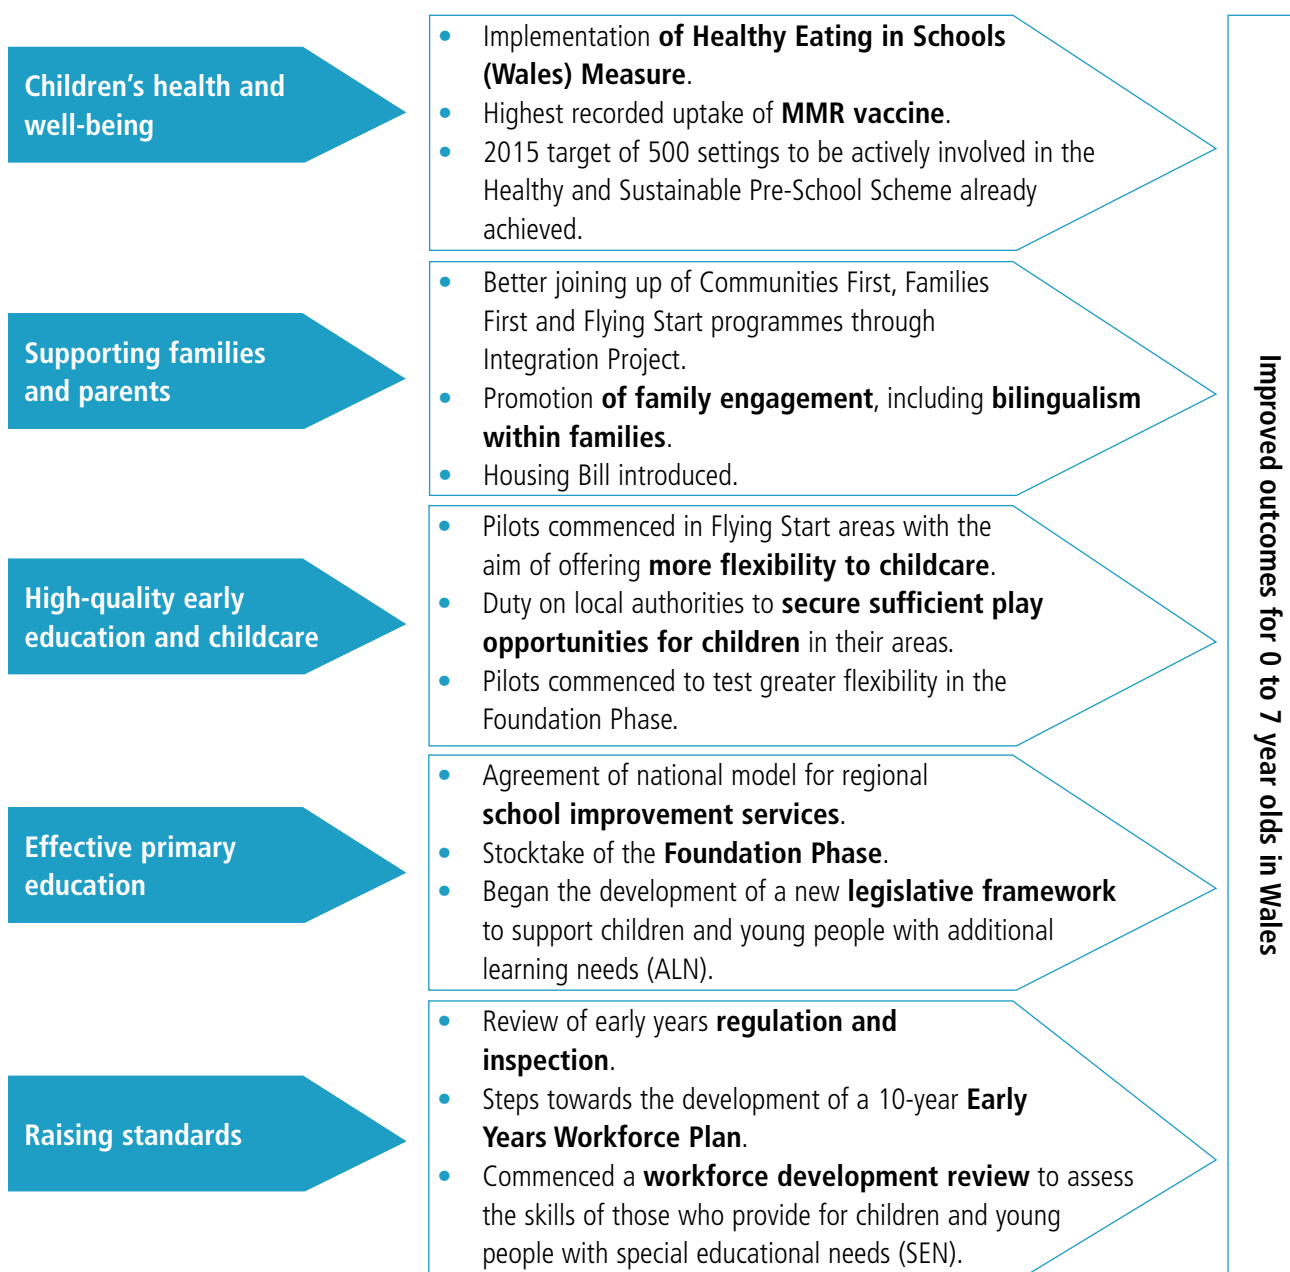 Children's health and
well-being
• Implementation of Healthy Eating in Schools
(Wales) Measure.
• Highest recorded uptake of MMR vaccine.
• 2015 target of 500 settings to be actively involved in the
Healthy and Sustainable Pre-School Scheme already
achieved.
Supporting families
and parents
• Better joining up of Communities First, Families
First and Flying Start programmes through
Integration Project.
• Promotion of family engagement, including bilingualism
within families.
• Housing Bill introduced.
High-quality early
education and childcare
• Pilots commenced in Flying Start areas with the
aim of offering more flexibility to childcare.
• Duty on local authorities to secure sufficient play
opportunities for children in their areas.
• Pilots commenced to test greater flexibility in the
Foundation Phase.
Effective primary
education
• Agreement of national model for regional
school improvement services.
• Stocktake of the Foundation Phase.
• Began the development of a new legislative framework
to support children and young people with additional
learning needs (ALN).
Raising standards
• Review of early years regulation and
inspection.
• Steps towards the development of a 10-year Early
Years Workforce Plan.
• Commenced a workforce development review to assess
the skills of those who provide for children and young
people with special educational needs (SEN).
Improved outcomes for 0 to 7 year olds in Wales